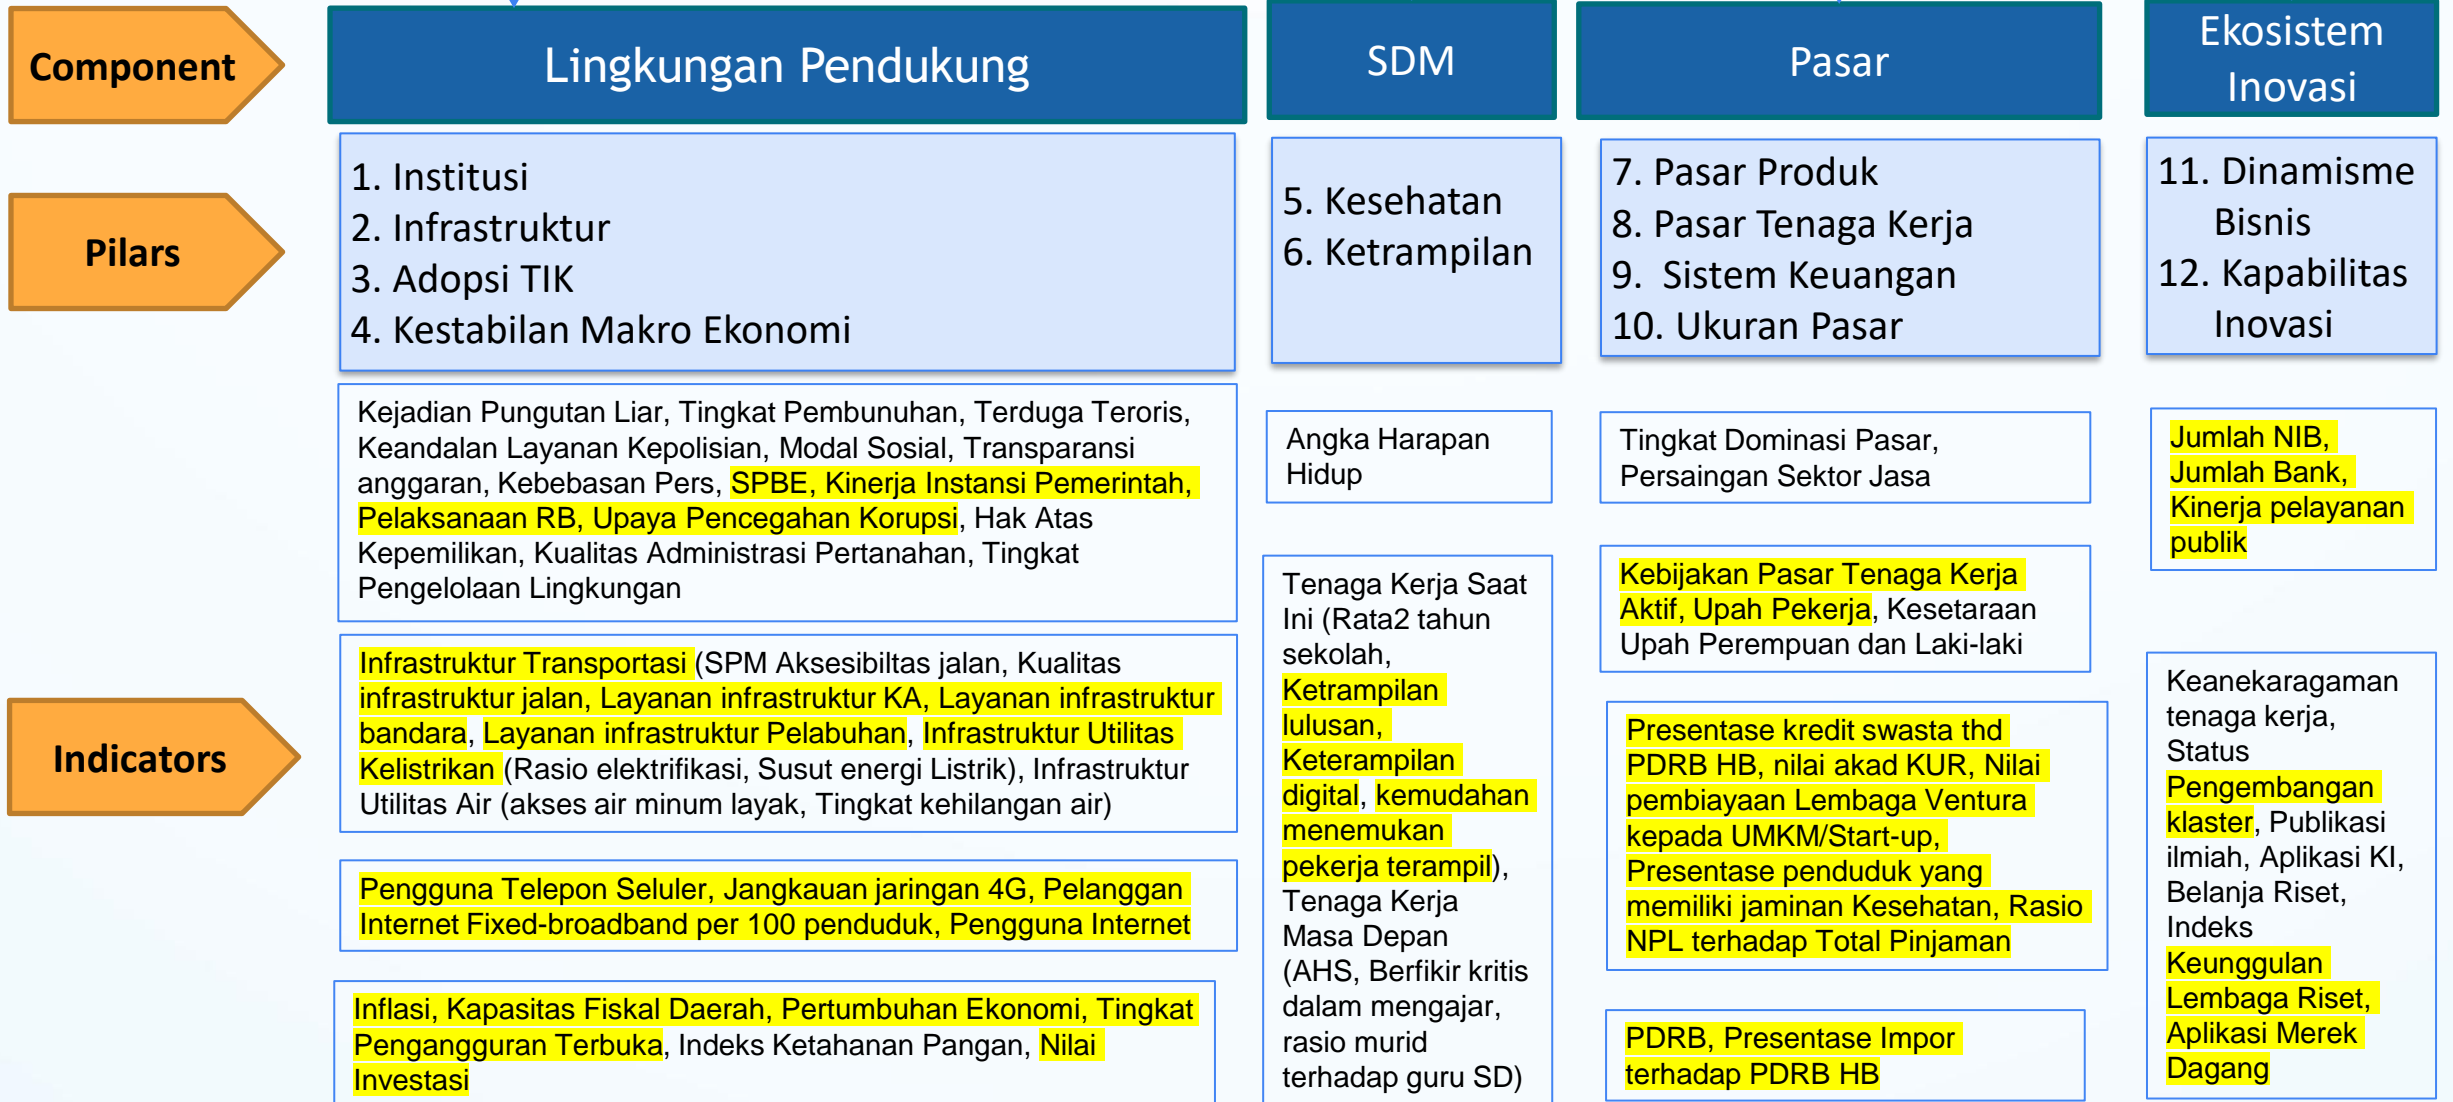 Component
Lingkungan Pendukung
SDM
Pasar
Ekosistem
Inovasi
Pilars
1. Institusi
2. Infrastruktur
3. Adopsi TIK
4. Kestabilan Makro Ekonomi
5. Kesehatan
6. Ketrampilan
7. Pasar Produk
8. Pasar Tenaga Kerja
9. Sistem Keuangan
10. Ukuran Pasar
11. Dinamisme
Bisnis
12. Kapabilitas
Inovasi
Indicators
Kejadian Pungutan Liar, Tingkat Pembunuhan, Terduga Teroris,
Keandalan Layanan Kepolisian, Modal Sosial, Transparansi
anggaran, Kebebasan Pers, SPBE, Kinerja Instansi Pemerintah,
Pelaksanaan RB, Upaya Pencegahan Korupsi, Hak Atas
Kepemilikan, Kualitas Administrasi Pertanahan, Tingkat
Pengelolaan Lingkungan
Infrastruktur Transportasi (SPM Aksesibiltas jalan, Kualitas
infrastruktur jalan, Layanan infrastruktur KA, Layanan infrastruktur
bandara, Layanan infrastruktur Pelabuhan, Infrastruktur Utilitas
Kelistrikan (Rasio elektrifikasi, Susut energi Listrik), Infrastruktur
Utilitas Air (akses air minum layak, Tingkat kehilangan air)
Pengguna Telepon Seluler, Jangkauan jaringan 4G, Pelanggan
Internet Fixed-broadband per 100 penduduk, Pengguna Internet
Inflasi, Kapasitas Fiskal Daerah, Pertumbuhan Ekonomi, Tingkat
Pengangguran Terbuka, Indeks Ketahanan Pangan, Nilai
Investasi
Angka Harapan
Hidup
Tenaga Kerja Saat
Ini (Rata2 tahun
sekolah,
Ketrampilan
lulusan,
Keterampilan
digital, kemudahan
menemukan
pekerja terampil),
Tenaga Kerja
Masa Depan
(AHS, Berfikir kritis
dalam mengajar,
rasio murid
terhadap guru SD)
Tingkat Dominasi Pasar,
Persaingan Sektor Jasa
Kebijakan Pasar Tenaga Kerja
Aktif, Upah Pekerja, Kesetaraan
Upah Perempuan dan Laki-laki
Presentase kredit swasta thd
PDRB HB, nilai akad KUR, Nilai
pembiayaan Lembaga Ventura
kepada UMKM/Start-up,
Presentase penduduk yang
memiliki jaminan Kesehatan, Rasio
NPL terhadap Total Pinjaman
PDRB, Presentase Impor
terhadap PDRB HB
Jumlah NIB,
Jumlah Bank,
Kinerja pelayanan
publik
Keanekaragaman
tenaga kerja,
Status
Pengembangan
klaster, Publikasi
ilmiah, Aplikasi KI,
Belanja Riset,
Indeks
Keunggulan
Lembaga Riset,
Aplikasi Merek
Dagang